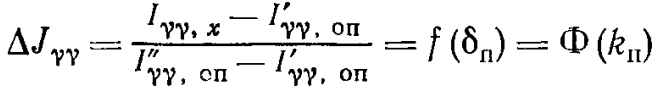 ΔJ_γγ = (I_γγ, x − I′_γγ, оп) / (I″_γγ, оп − I′_γγ, оп) = f (δ_п) = Φ (k_п)